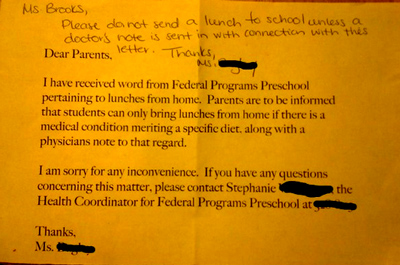 Ms Brooks,
Please do not send a lunch to school unless a
doctor's note is sent in with connection with this
letter. Thanks,
Ms.
Dear Parents,
I have received word from Federal Programs Preschool
pertaining to lunches from home. Parents are to be informed
that students can only bring lunches from home if there is a
medical condition meriting a specific diet, along with a
physicians note to that regard.
I am sorry for any inconvenience. If you have any questions
concerning this matter, please contact Stephanie the
Health Coordinator for Federal Programs Preschool at
Thanks,
Ms.